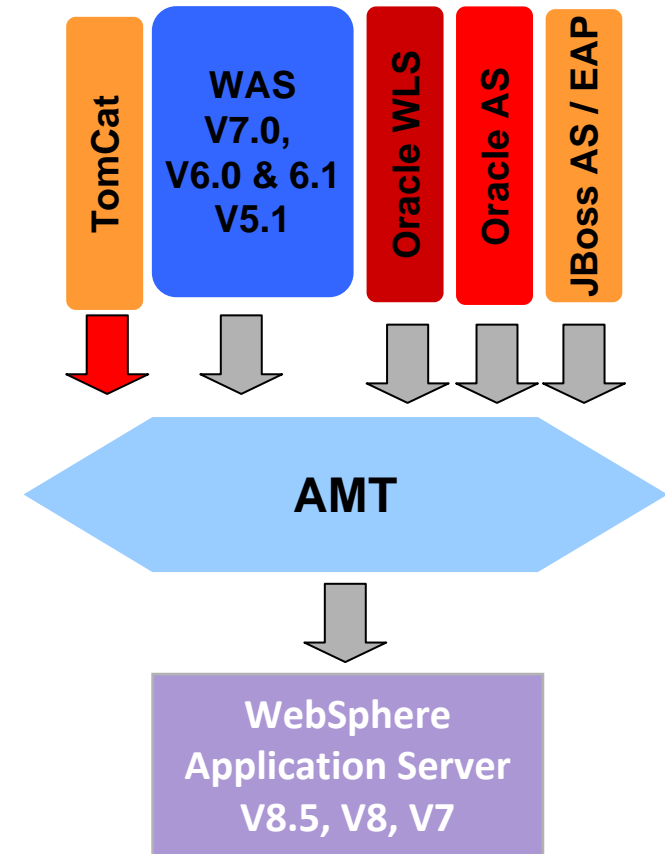 TomCat
WAS
V7.0,
V6.0 & 6.1
V5.1
Oracle WLS
Oracle AS
JBoss AS / EAP
AMT
WebSphere
Application Server
V8.5, V8, V7